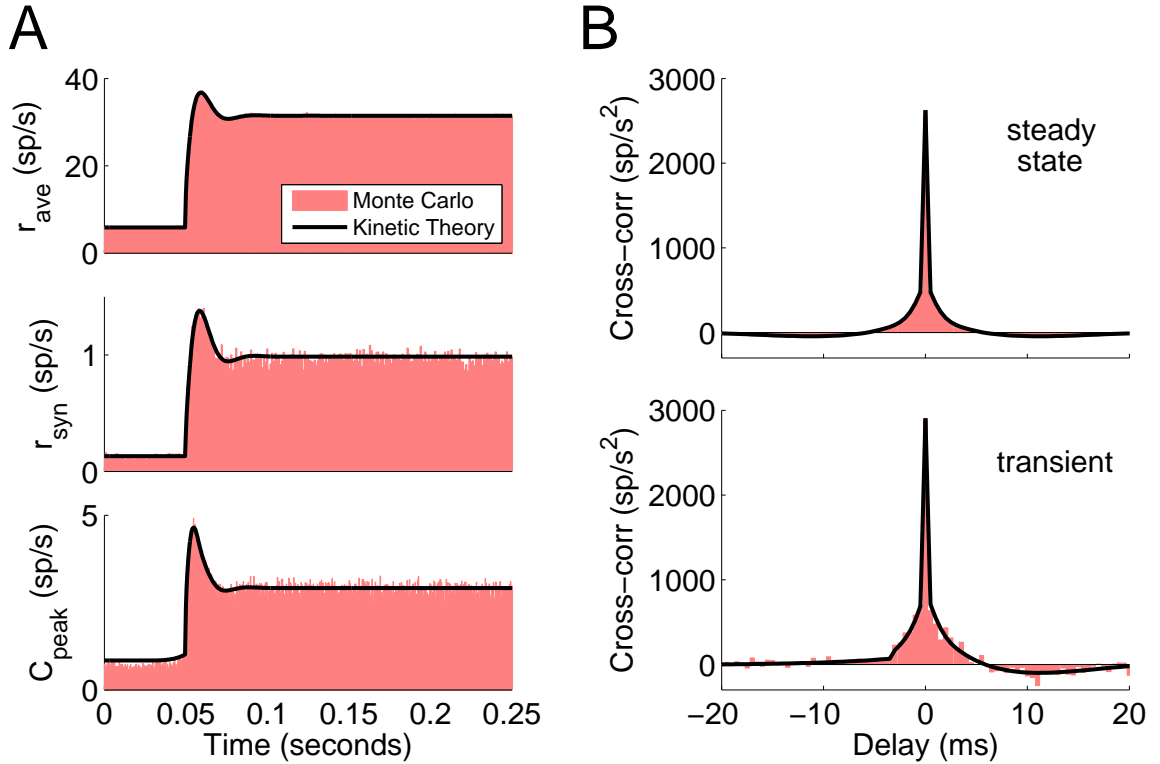 A
r_ave (sp/s)
40
20
0
Monte Carlo
Kinetic Theory
r_syn (sp/s)
1
0
C_peak (sp/s)
5
0
0
0.05
0.1
0.15
0.2
0.25
Time (seconds)
B
Cross−corr (sp/s²)
3000
2000
1000
0
steady
state
Cross−corr (sp/s²)
3000
2000
1000
0
transient
−20
−10
0
10
20
Delay (ms)